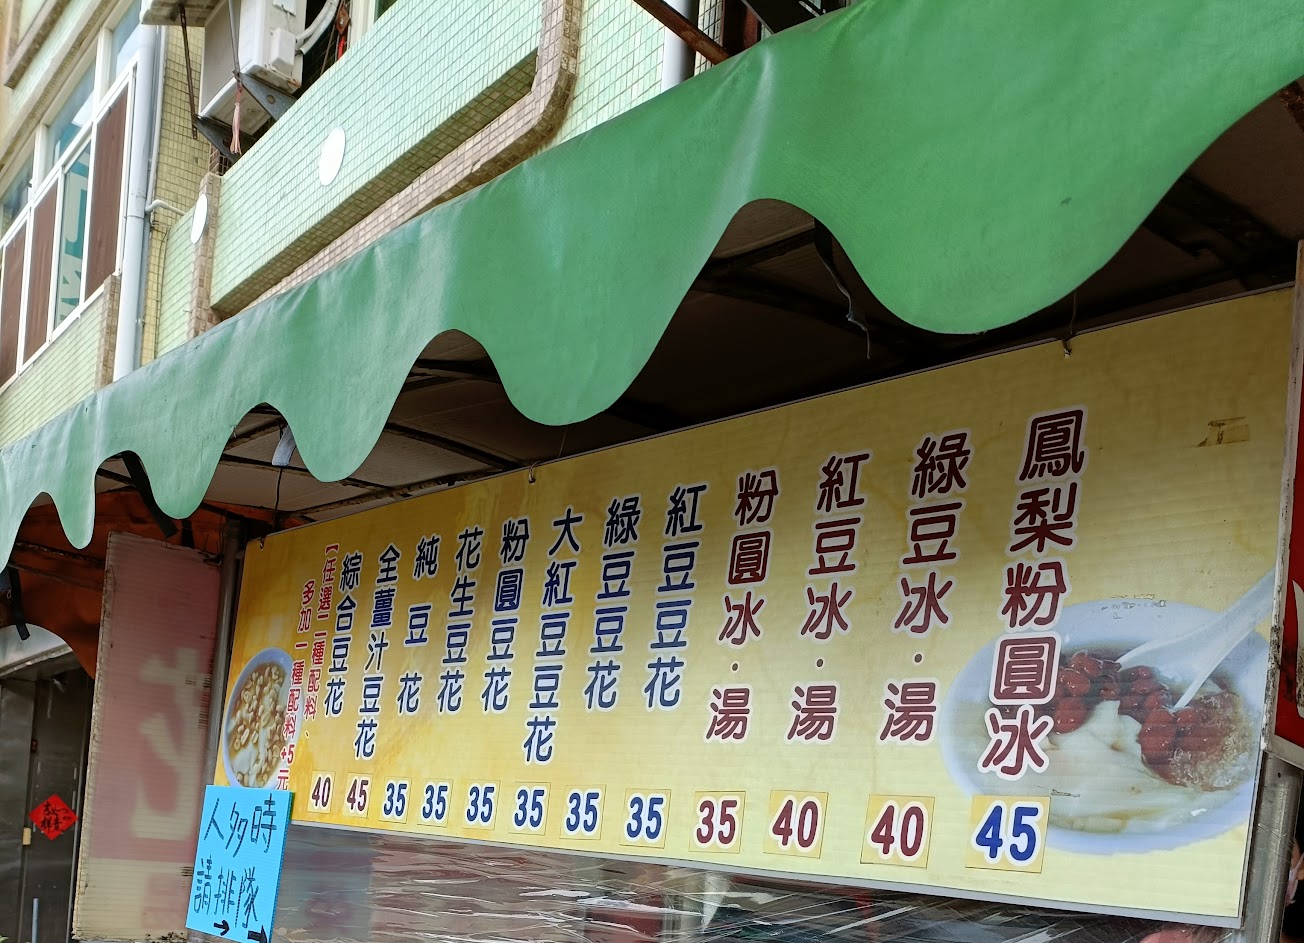 鳳梨粉圓冰
45
綠豆冰．湯
40
紅豆冰．湯
40
粉圓冰．湯
35
紅豆豆花
35
綠豆豆花
35
大紅豆豆花
35
粉圓豆花
35
花生豆花
35
純豆花
35
全薑汁豆花
45
綜合豆花
40
【任選二種配料、
多加一種配料+5元
人多時
請排隊